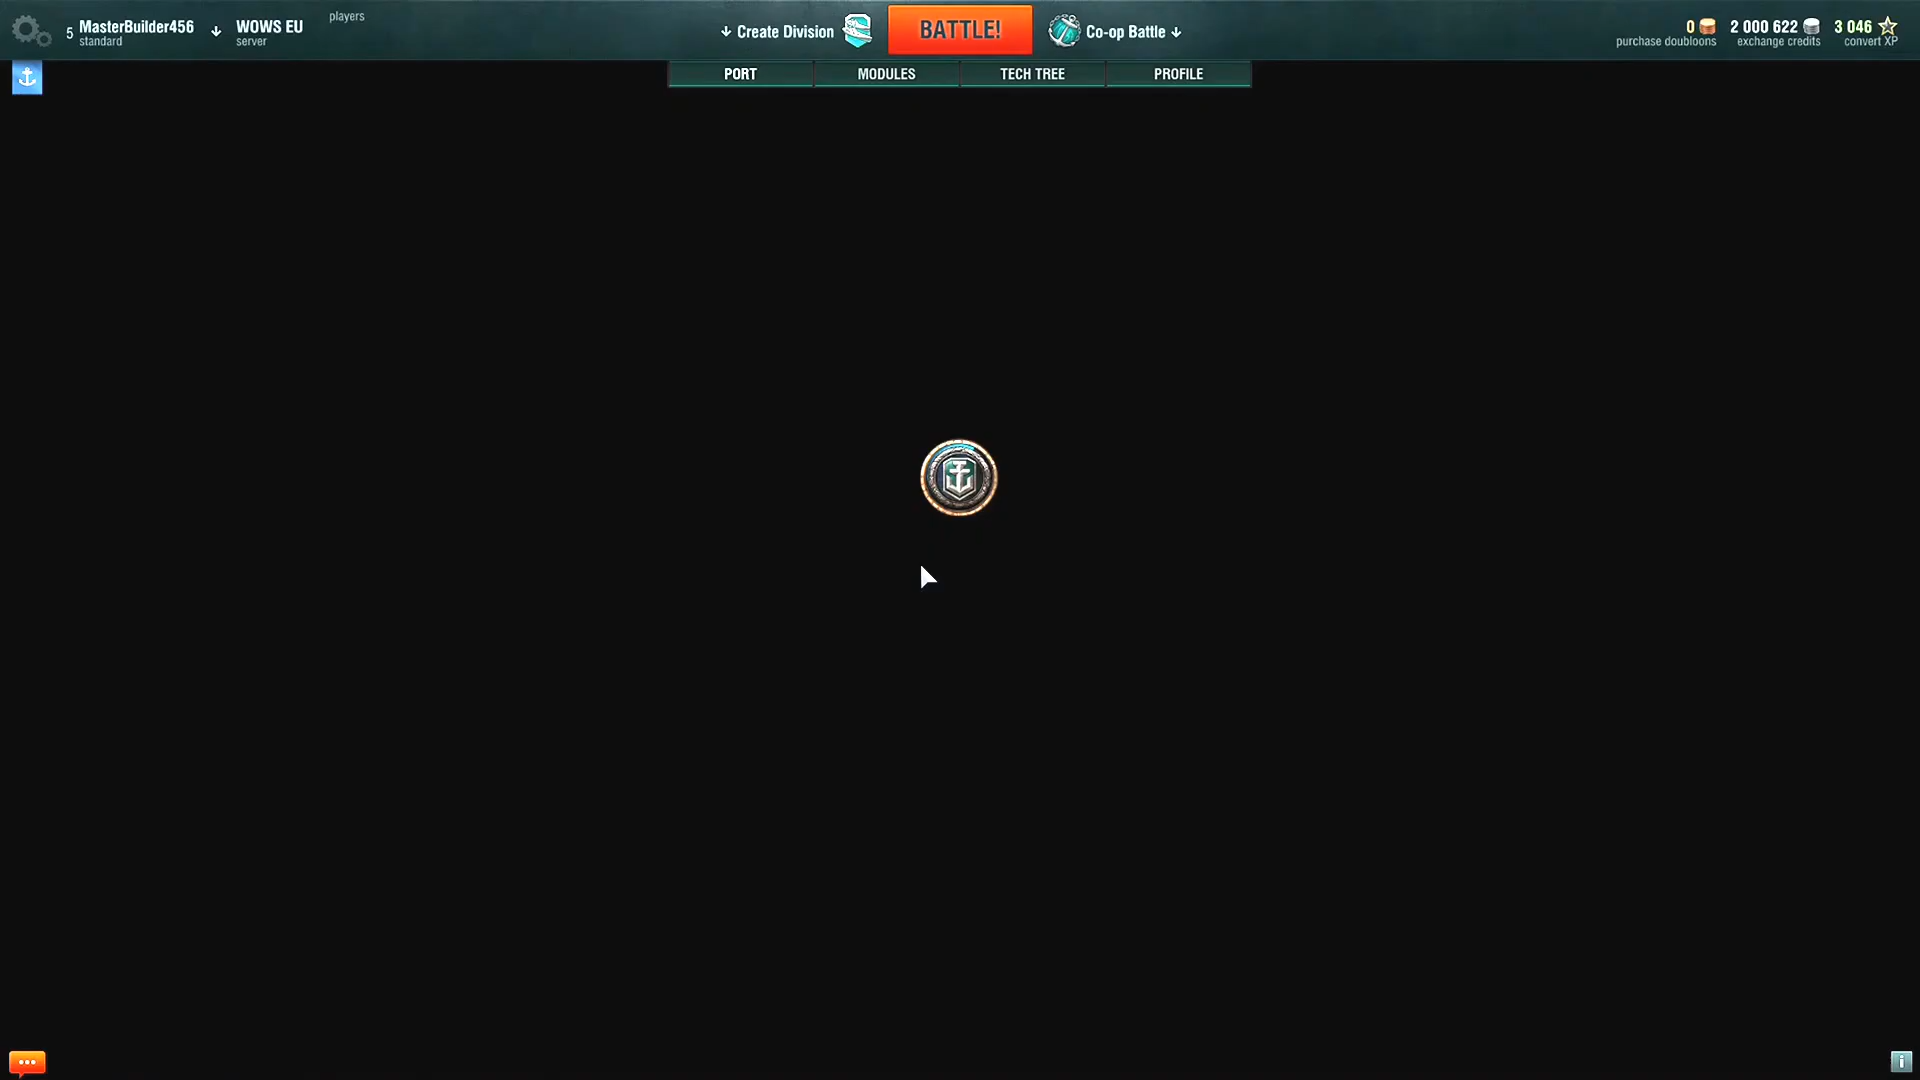 5 MasterBuilder456
standard
WOWS EU
server
players
Create Division
BATTLE!
Co-op Battle
0
purchase doubloons
2 000 622
exchange credits
3 046
convert XP
PORT
MODULES
TECH TREE
PROFILE